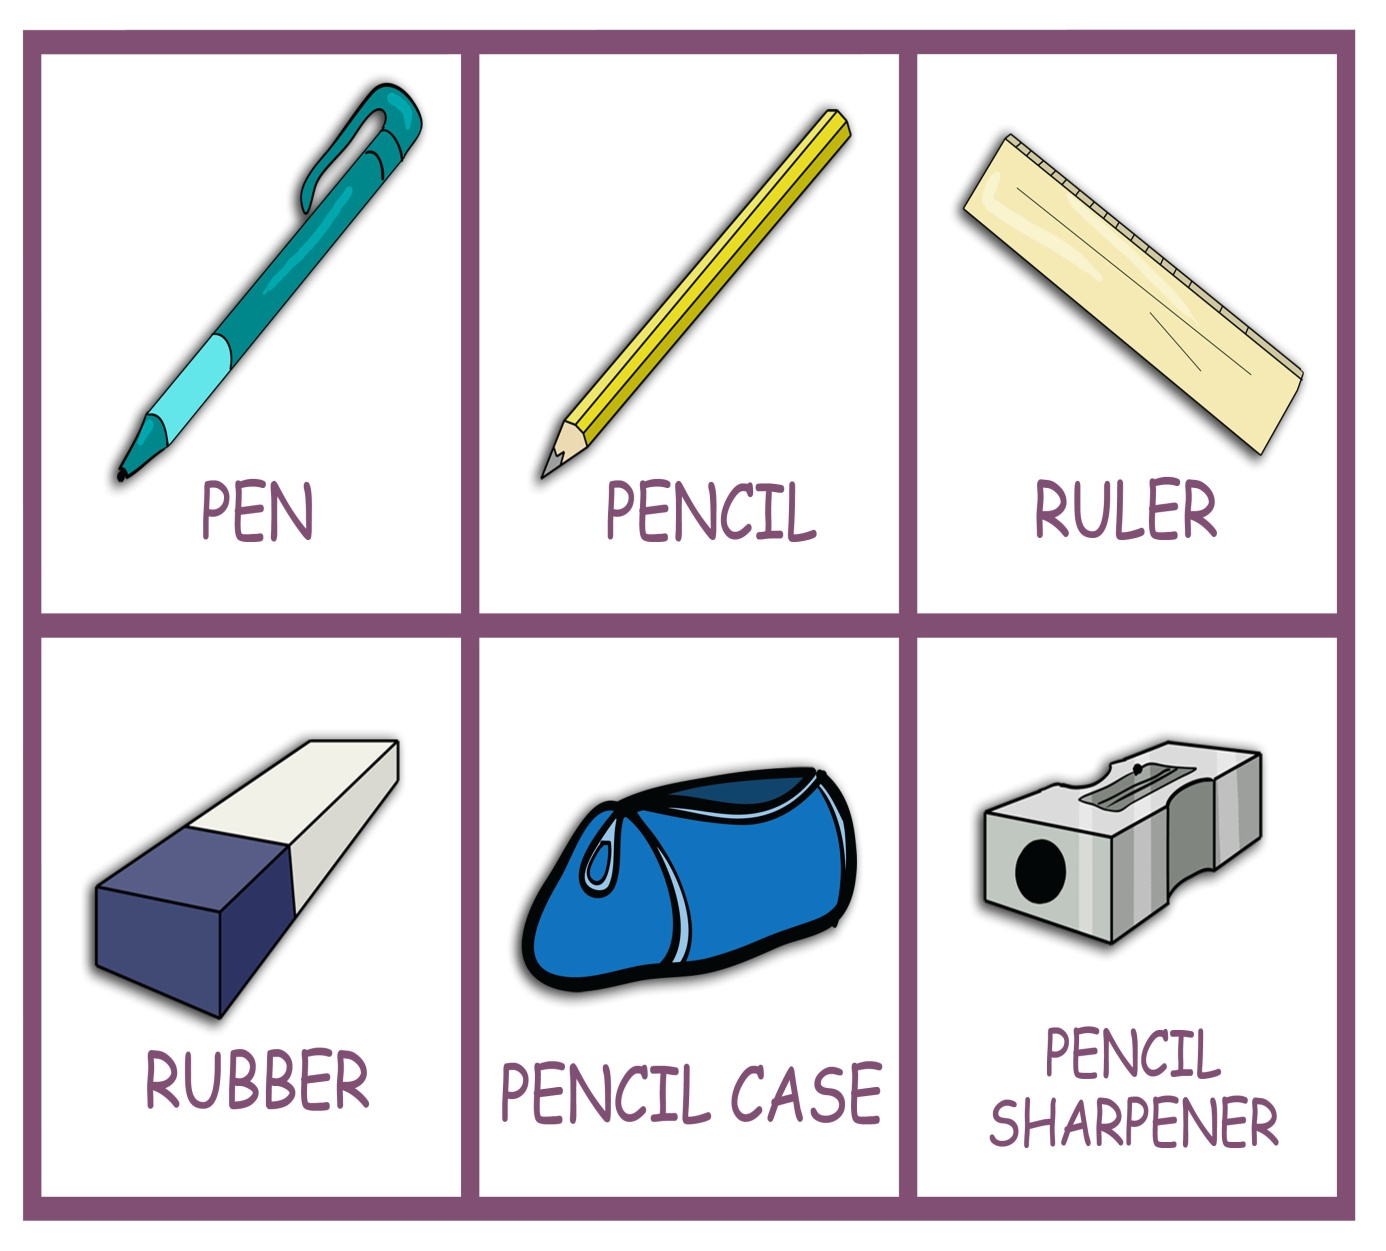 PEN
PENCIL
RULER
RUBBER
PENCIL CASE
PENCIL
SHARPENER